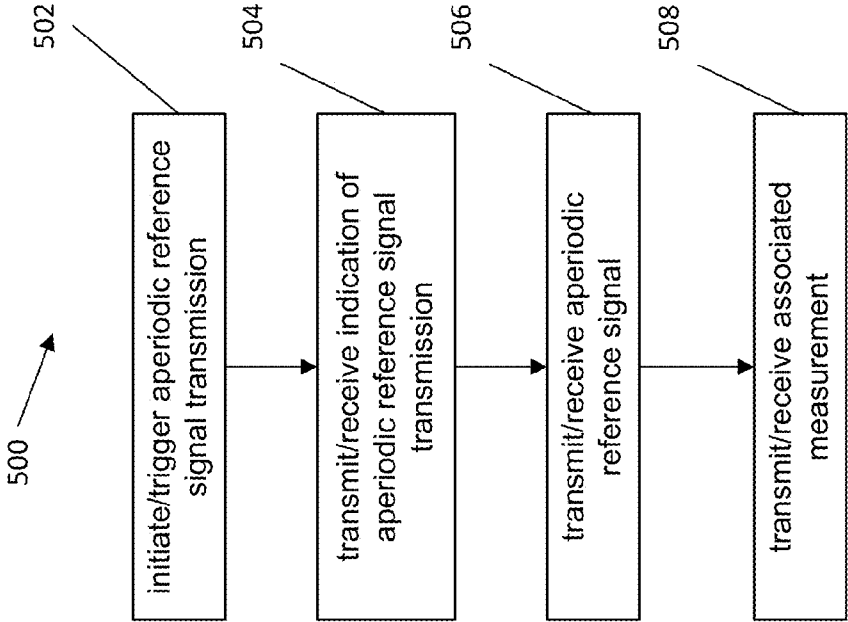 500
502
initiate/trigger aperiodic reference
signal transmission
504
transmit/receive indication of
aperiodic reference signal
transmission
506
transmit/receive aperiodic
reference signal
508
transmit/receive associated
measurement